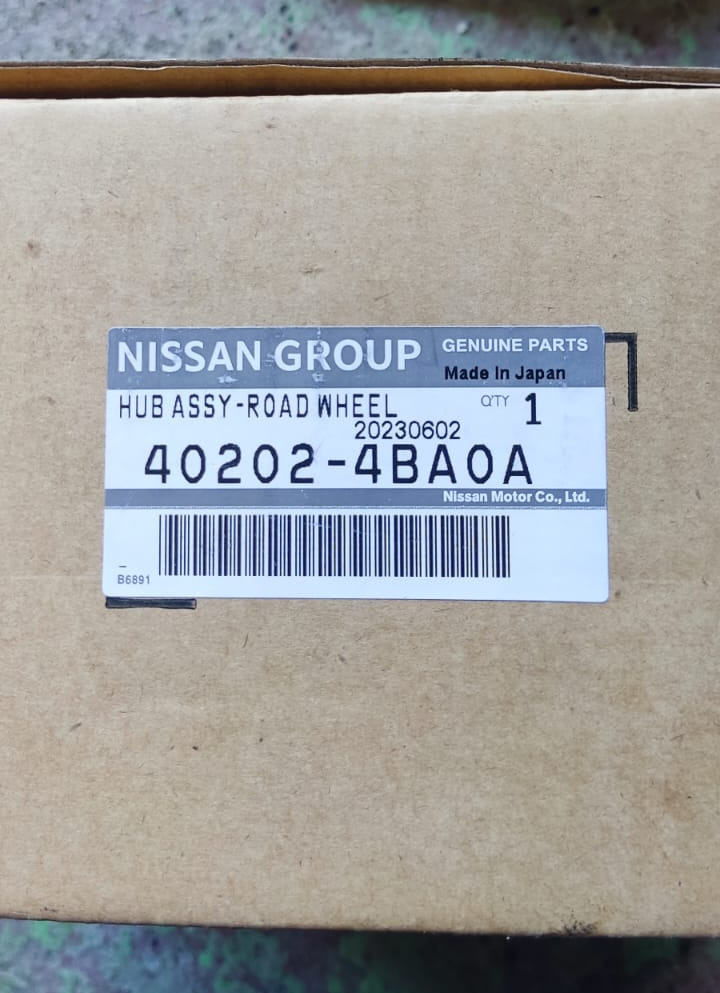 NISSAN GROUP
GENUINE PARTS
Made In Japan
HUB ASSY-ROAD WHEEL
Q'TY 1
20230602
40202-4BA0A
Nissan Motor Co., Ltd.
B6891